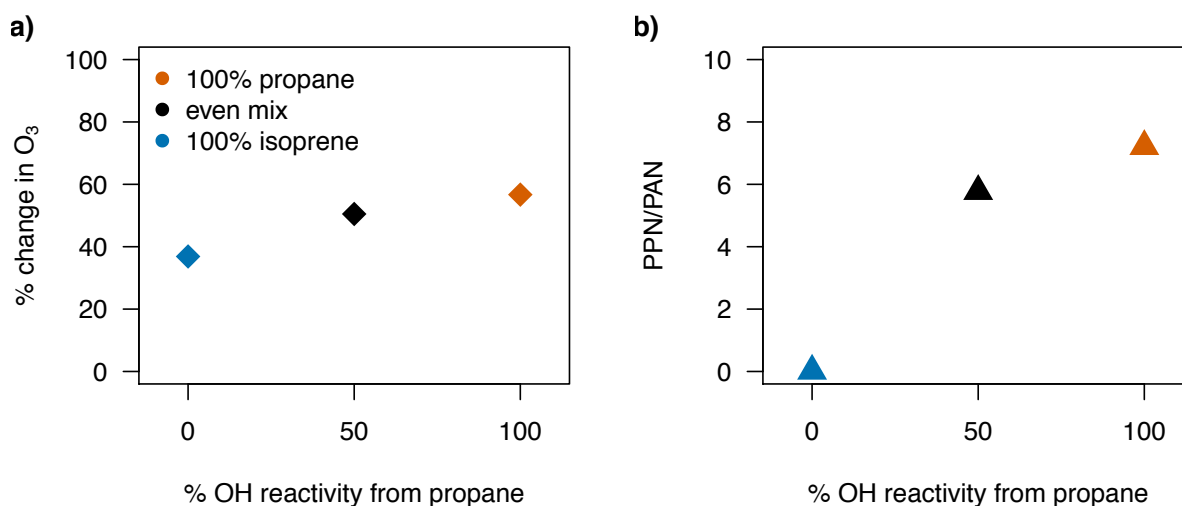 a)
% change in O₃
100
80
60
40
20
0
100% propane
even mix
100% isoprene
0 50 100
% OH reactivity from propane
b)
PPN/PAN
10
8
6
4
2
0
0 50 100
% OH reactivity from propane